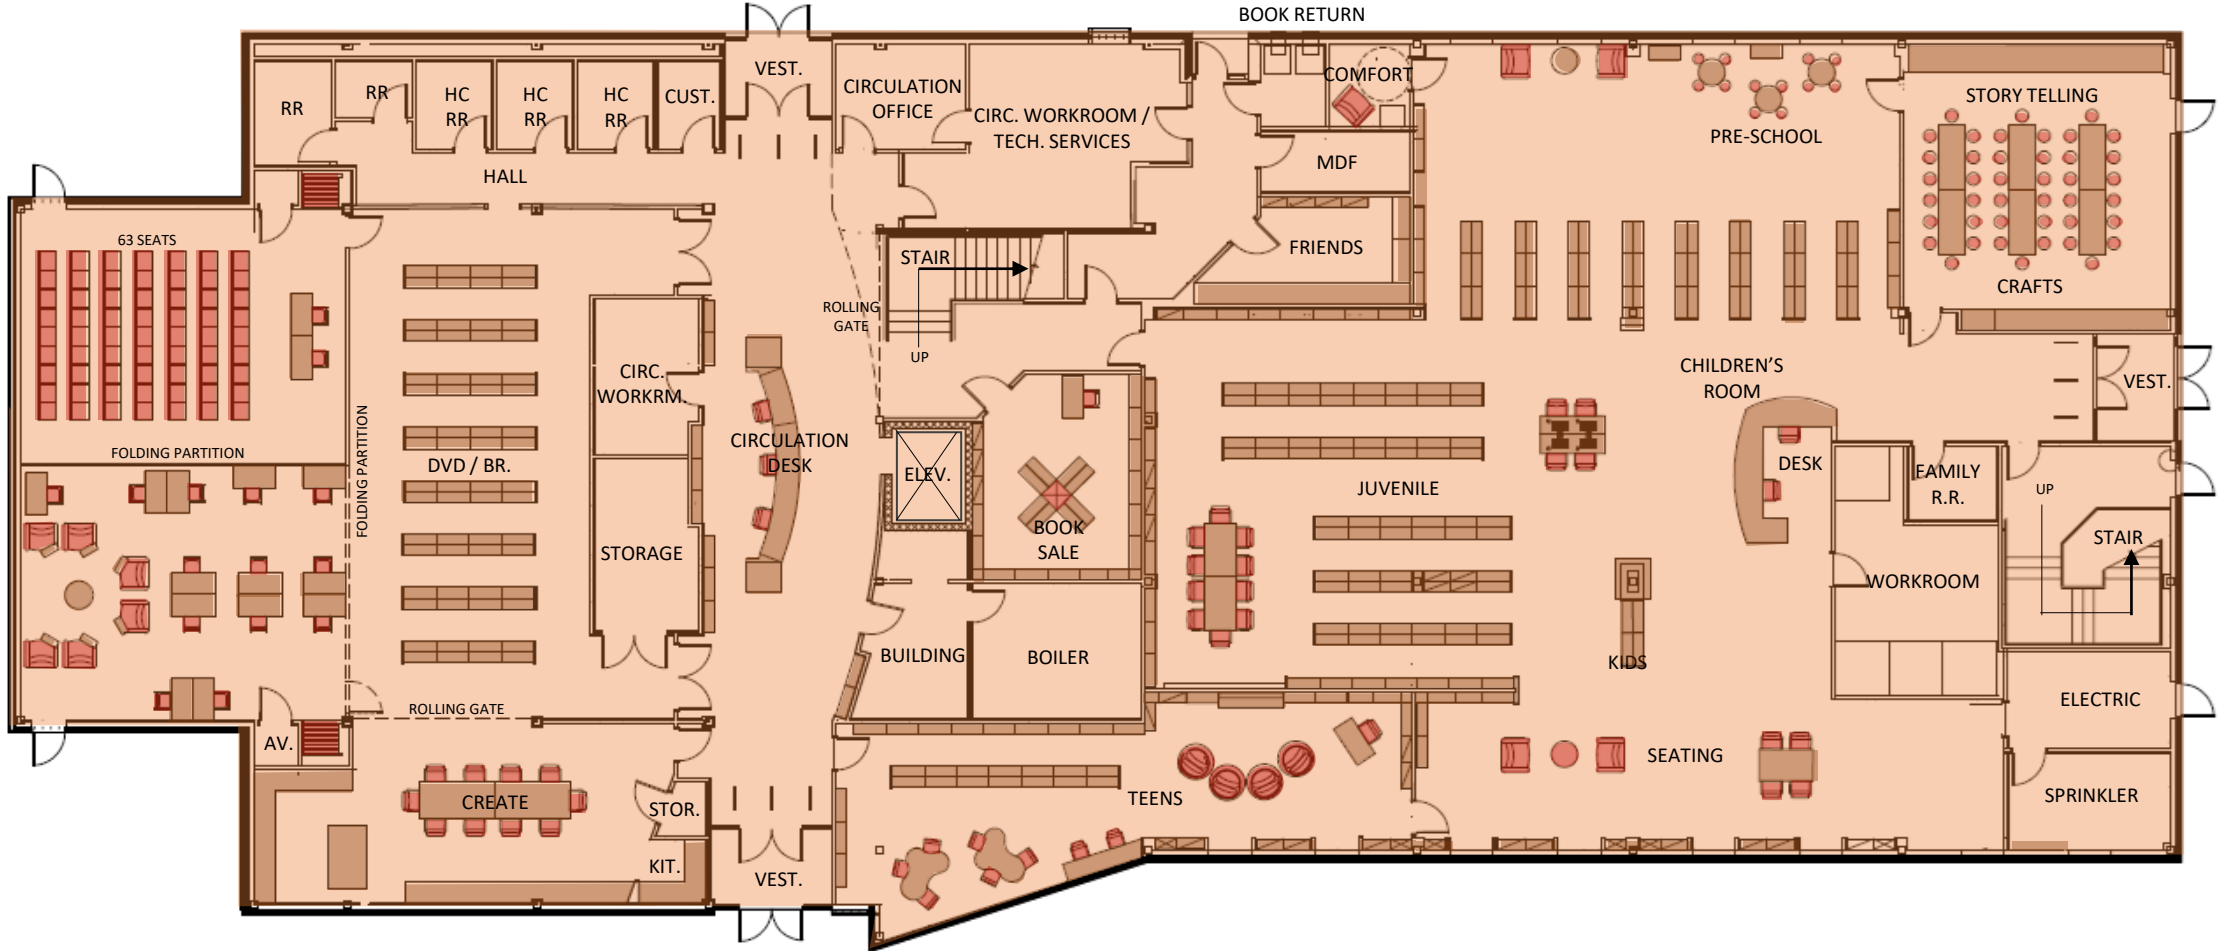 BOOK RETURN
VEST.
CIRCULATION
OFFICE
CIRC. WORKROOM /
TECH. SERVICES
COMFORT
RR
RR
HC
RR
HC
RR
HC
RR
CUST.
STORY TELLING
PRE-SCHOOL
MDF
HALL
63 SEATS
FRIENDS
STAIR
CRAFTS
ROLLING
GATE
UP
CIRC.
WORKRM.
CHILDREN'S
ROOM
VEST.
FOLDING PARTITION
FOLDING PARTITION
DVD / BR.
CIRCULATION
DESK
ELEV.
DESK
FAMILY
R.R.
JUVENILE
UP
BOOK
SALE
STORAGE
STAIR
WORKROOM
BUILDING
BOILER
KIDS
ELECTRIC
ROLLING GATE
AV.
SEATING
CREATE
STOR.
TEENS
SPRINKLER
KIT.
VEST.